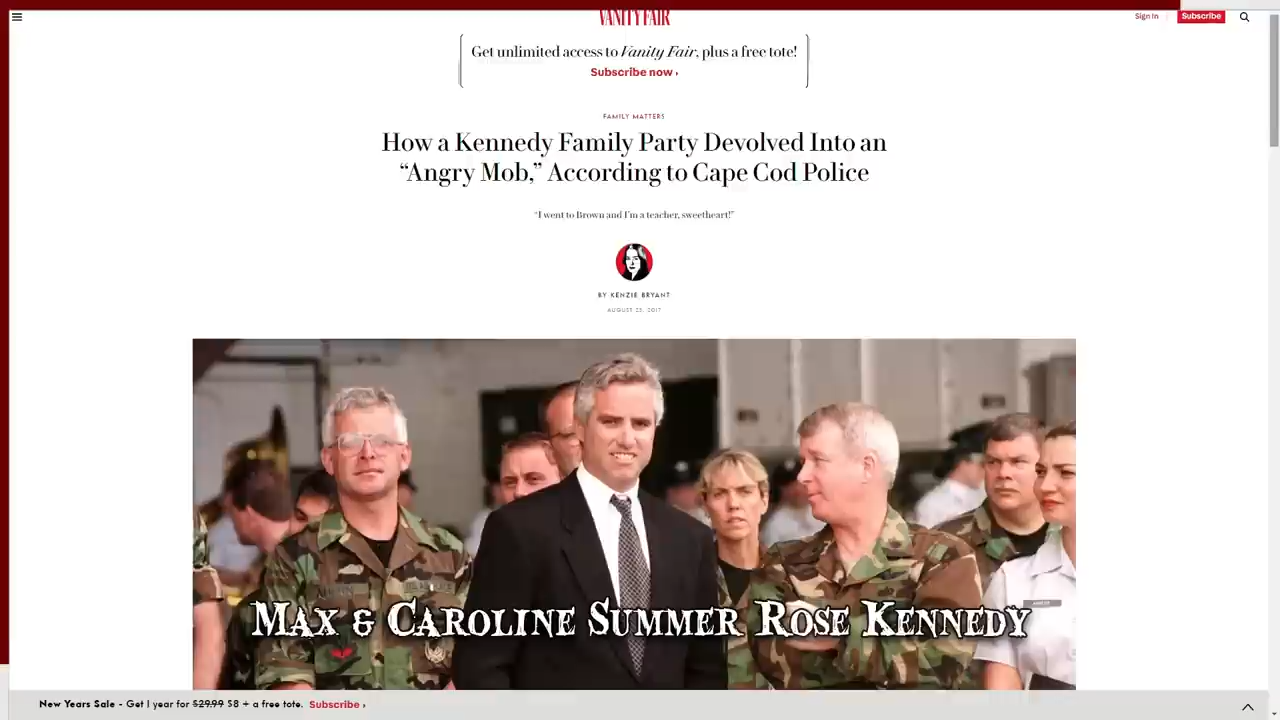 VANITY FAIR
Sign In
Subscribe
Get unlimited access to Vanity Fair, plus a free tote!
Subscribe now ›
FAMILY MATTERS
How a Kennedy Family Party Devolved Into an
“Angry Mob,” According to Cape Cod Police
“I went to Brown and I’m a teacher, sweetheart!”
BY KENZIE BRYANT
MAX & CAROLINE SUMMER ROSE KENNEDY
New Years Sale - Get 1 year for $29.99 $8 + a free tote. Subscribe ›